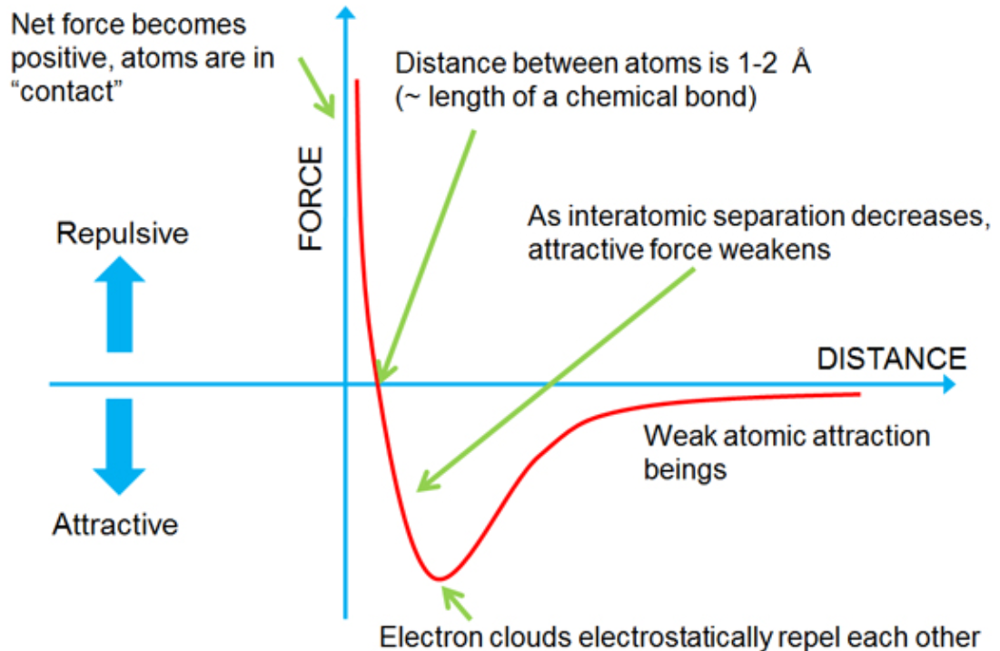 Net force becomes
positive, atoms are in
“contact”
Distance between atoms is 1-2 Å
(~ length of a chemical bond)
FORCE
As interatomic separation decreases,
attractive force weakens
Repulsive
DISTANCE
Weak atomic attraction
beings
Attractive
Electron clouds electrostatically repel each other